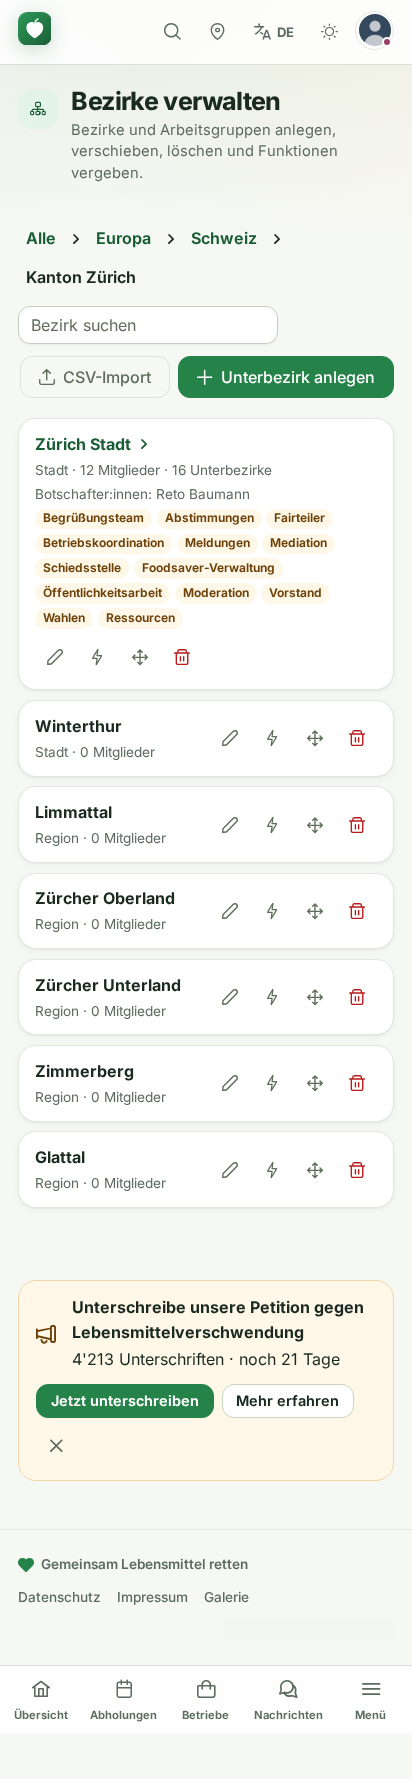 DE
Bezirke verwalten
Bezirke und Arbeitsgruppen anlegen,
verschieben, löschen und Funktionen
vergeben.
Alle Europa Schweiz
Kanton Zürich
Bezirk suchen
CSV-Import Unterbezirk anlegen
Zürich Stadt
Stadt · 12 Mitglieder · 16 Unterbezirke
Botschafter:innen: Reto Baumann
Begrüßungsteam Abstimmungen Fairteiler
Betriebskoordination Meldungen Mediation
Schiedsstelle Foodsaver-Verwaltung
Öffentlichkeitsarbeit Moderation Vorstand
Wahlen Ressourcen
Winterthur
Stadt · 0 Mitglieder
Limmattal
Region · 0 Mitglieder
Zürcher Oberland
Region · 0 Mitglieder
Zürcher Unterland
Region · 0 Mitglieder
Zimmerberg
Region · 0 Mitglieder
Glattal
Region · 0 Mitglieder
Unterschreibe unsere Petition gegen
Lebensmittelverschwendung
4'213 Unterschriften · noch 21 Tage
Jetzt unterschreiben Mehr erfahren
Gemeinsam Lebensmittel retten
Datenschutz Impressum Galerie
Übersicht Abholungen Betriebe Nachrichten Menü